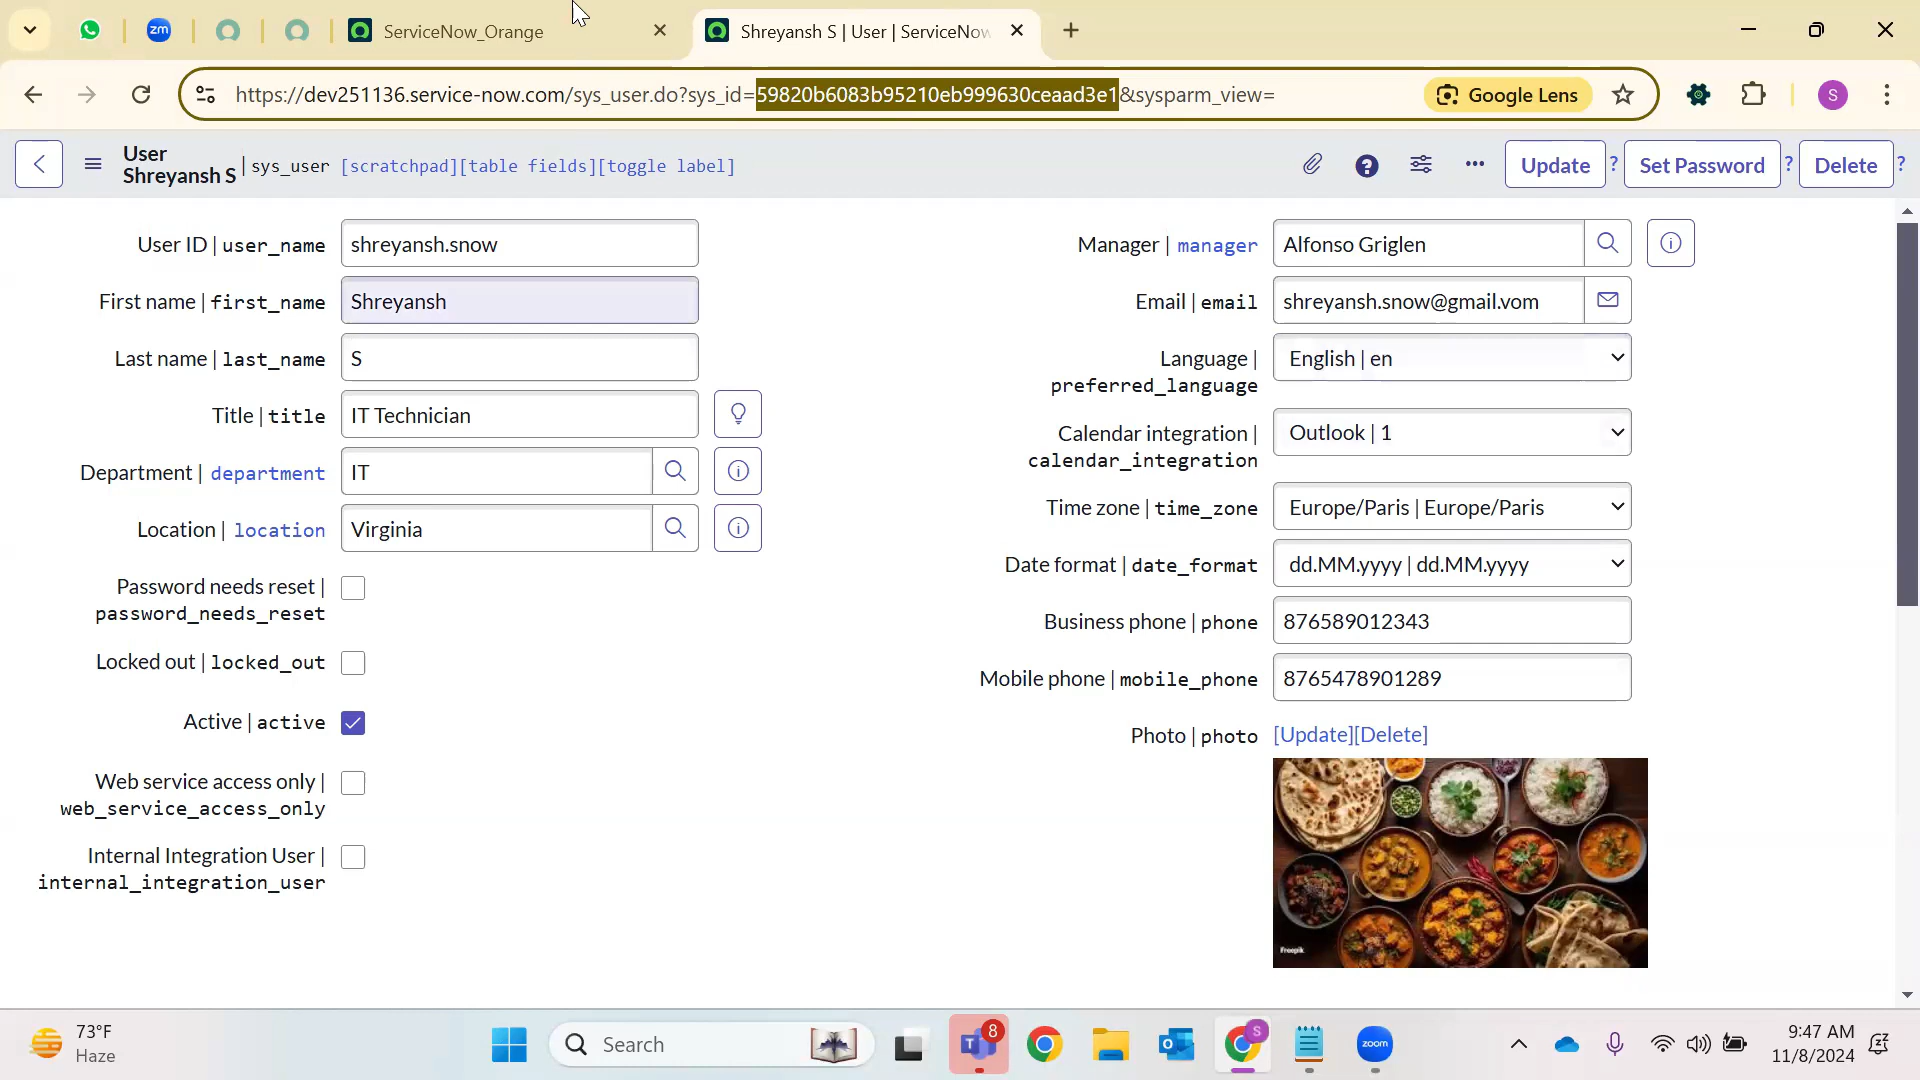 zm
ServiceNow_Orange
Shreyansh S | User | ServiceNow
https://dev251136.service-now.com/sys_user.do?sys_id=59820b6083b95210eb999630ceaad3e1&sysparm_view=
Google Lens
S
User
Shreyansh S | sys_user [scratchpad][table fields][toggle label]
Update ? Set Password ? Delete ?
User ID | user_name
shreyansh.snow
First name | first_name
Shreyansh
Last name | last_name
S
Title | title
IT Technician
Department | department
IT
Location | location
Virginia
Password needs reset |
password_needs_reset
Locked out | locked_out
Active | active
Web service access only |
web_service_access_only
Internal Integration User |
internal_integration_user
Manager | manager
Alfonso Griglen
Email | email
shreyansh.snow@gmail.vom
Language |
preferred_language
English | en
Calendar integration |
calendar_integration
Outlook | 1
Time zone | time_zone
Europe/Paris | Europe/Paris
Date format | date_format
dd.MM.yyyy | dd.MM.yyyy
Business phone | phone
876589012343
Mobile phone | mobile_phone
8765478901289
Photo | photo
[Update][Delete]
Freepik
73°F
Haze
Search
8
S
zoom
9:47 AM
11/8/2024